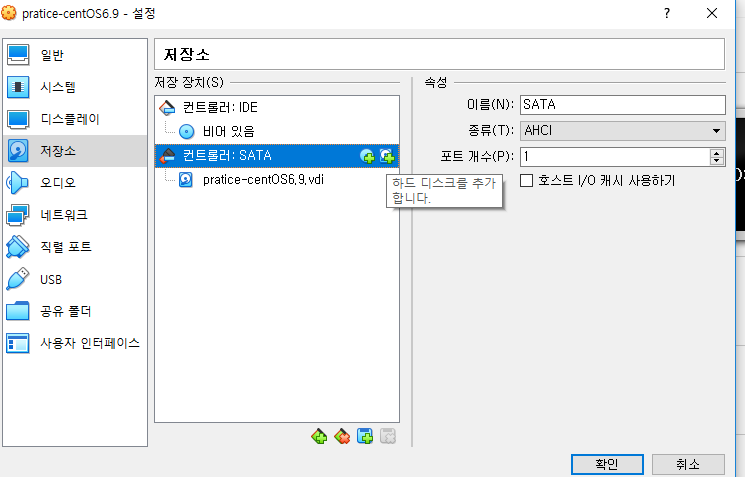 pratice-centOS6.9 - 설정
일반
시스템
디스플레이
저장소
오디오
네트워크
직렬 포트
USB
공유 폴더
사용자 인터페이스
저장소
저장 장치(S)
컨트롤러: IDE
비어 있음
컨트롤러: SATA
pratice-centOS6.9.vdi
하드 디스크를 추가
합니다.
속성
이름(N): SATA
종류(T): AHCI
포트 개수(P): 1
호스트 I/O 캐시 사용하기
확인
취소